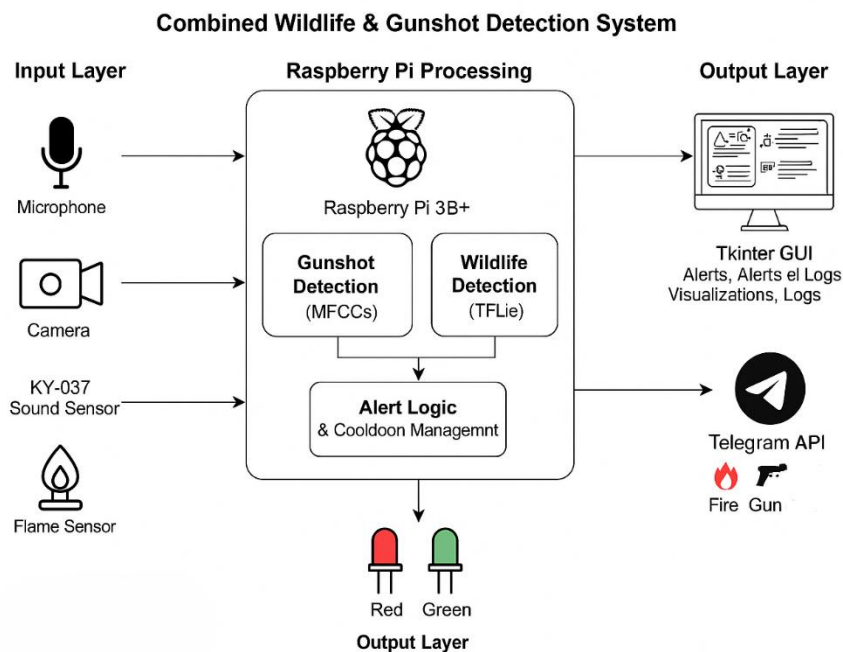 Combined Wildlife & Gunshot Detection System
Input Layer
Raspberry Pi Processing
Output Layer
Microphone
Camera
KY-037
Sound Sensor
Flame Sensor
Raspberry Pi 3B+
Gunshot
Detection
(MFCCs)
Wildlife
Detection
(TFLie)
Alert Logic
& Cooldoon Managemnt
Tkinter GUI
Alerts, Alerts el Logs
Visualizations, Logs
Telegram API
Fire Gun
Red Green
Output Layer